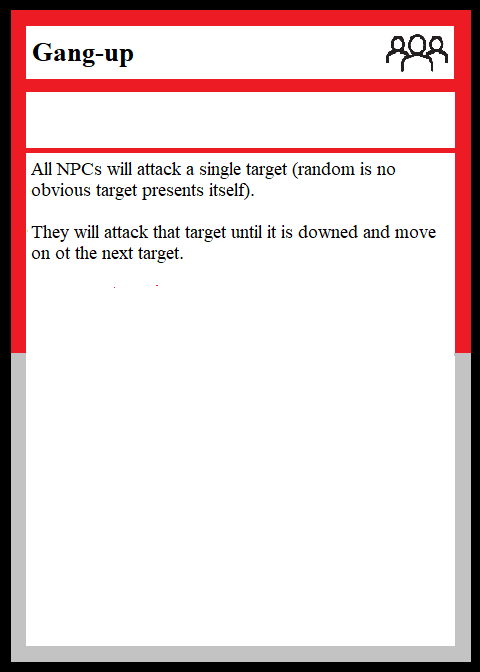 Gang-up
All NPCs will attack a single target (random is no
obvious target presents itself).
They will attack that target until it is downed and move
on ot the next target.